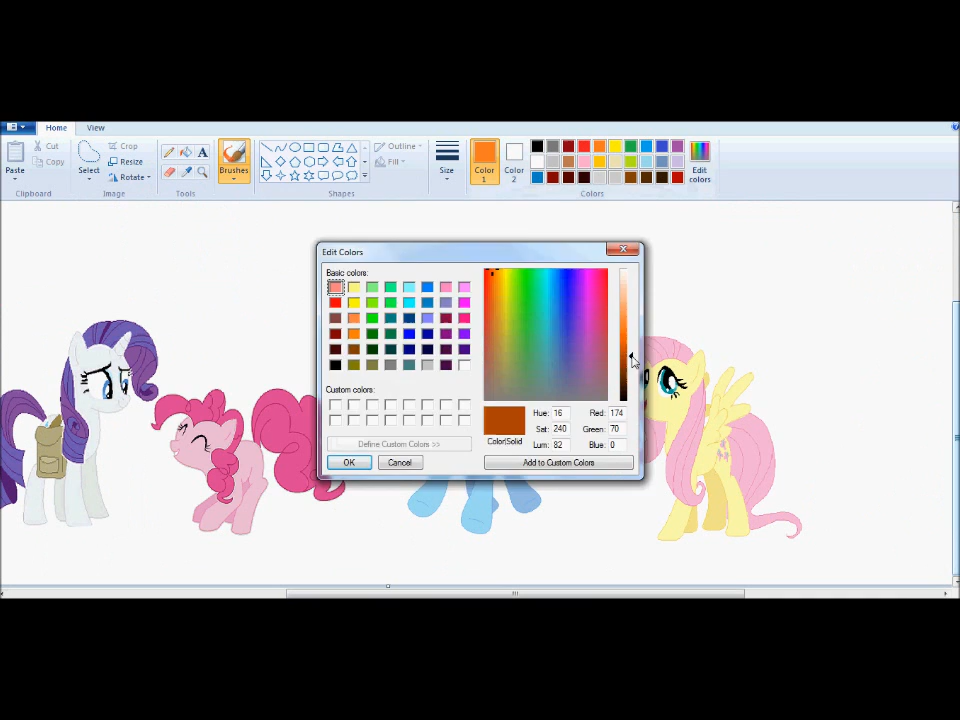 Home View
Cut
Copy
Paste
Clipboard
Select
Crop
Resize
Rotate
Image
A
Tools
Brushes
Outline
Fill
Shapes
Size
Color 1
Color 2
Edit colors
Colors
Edit Colors
Basic colors:
Custom colors:
Define Custom Colors >>
OK Cancel
Color|Solid
Hue: 16 Red: 174
Sat: 240 Green: 70
Lum: 82 Blue: 0
Add to Custom Colors